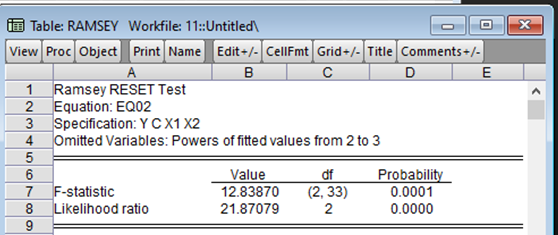 Table: RAMSEY Workfile: 11::Untitled\
View Proc Object Print Name Edit+/- CellFmt Grid+/- Title Comments+/-
A B C D E
1 Ramsey RESET Test
2 Equation: EQ02
3 Specification: Y C X1 X2
4 Omitted Variables: Powers of fitted values from 2 to 3
5
6 Value df Probability
7 F-statistic 12.83870 (2, 33) 0.0001
8 Likelihood ratio 21.87079 2 0.0000
9